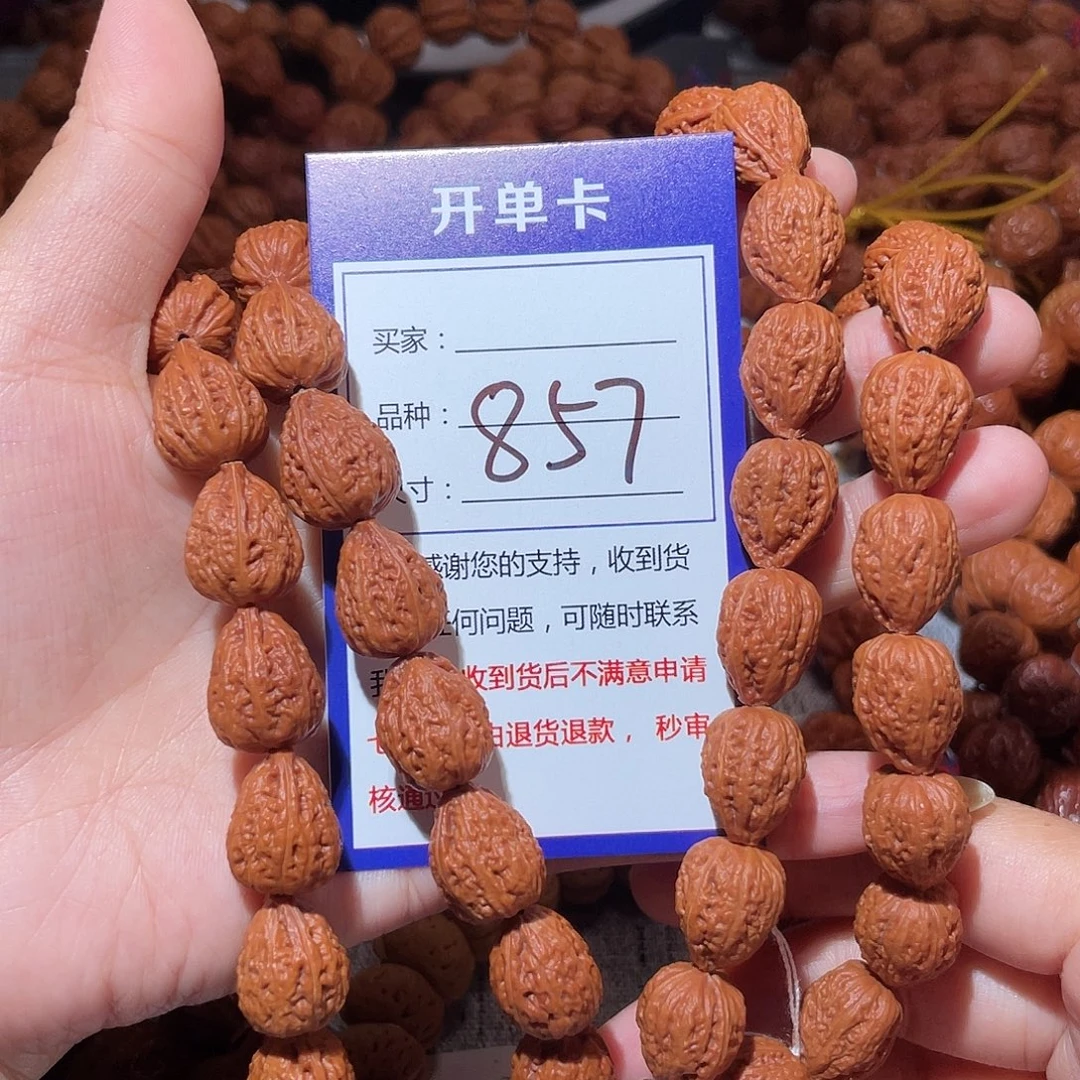 开单卡
买家：
品种：857
寸：
感谢您的支持，收到货
任何问题，可随时联系
收到货后不满意申请
由退货退款，秒审
核通过